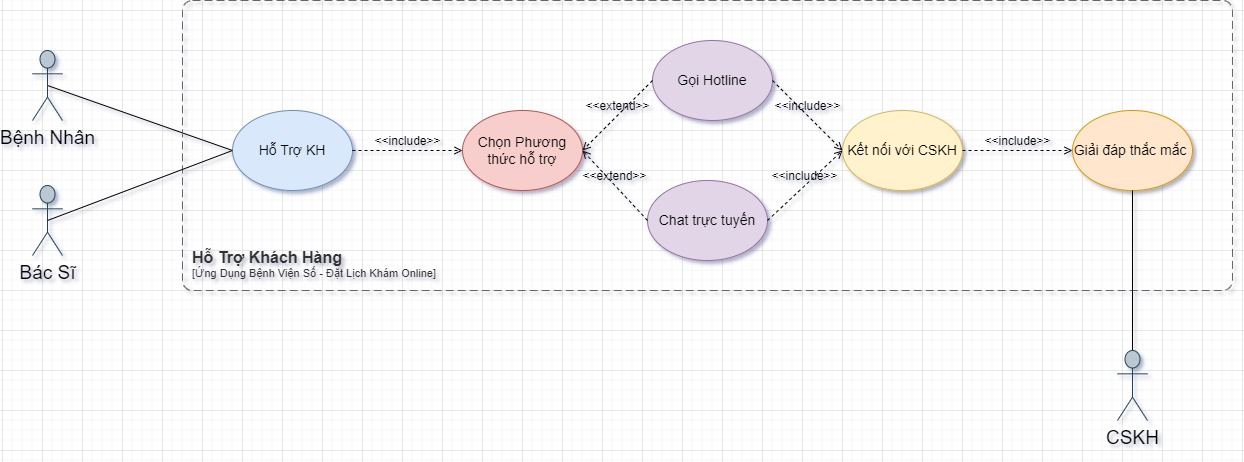 Bệnh Nhân
Bác Sĩ
Hỗ Trợ KH
<<include>>
Chọn Phương
thức hỗ trợ
<<extend>>
<<extend>>
Gọi Hotline
Chat trực tuyến
<<include>>
<<include>>
Kết nối với CSKH
<<include>>
Giải đáp thắc mắc
Hỗ Trợ Khách Hàng
[Ứng Dụng Bệnh Viện Số - Đặt Lịch Khám Online]
CSKH